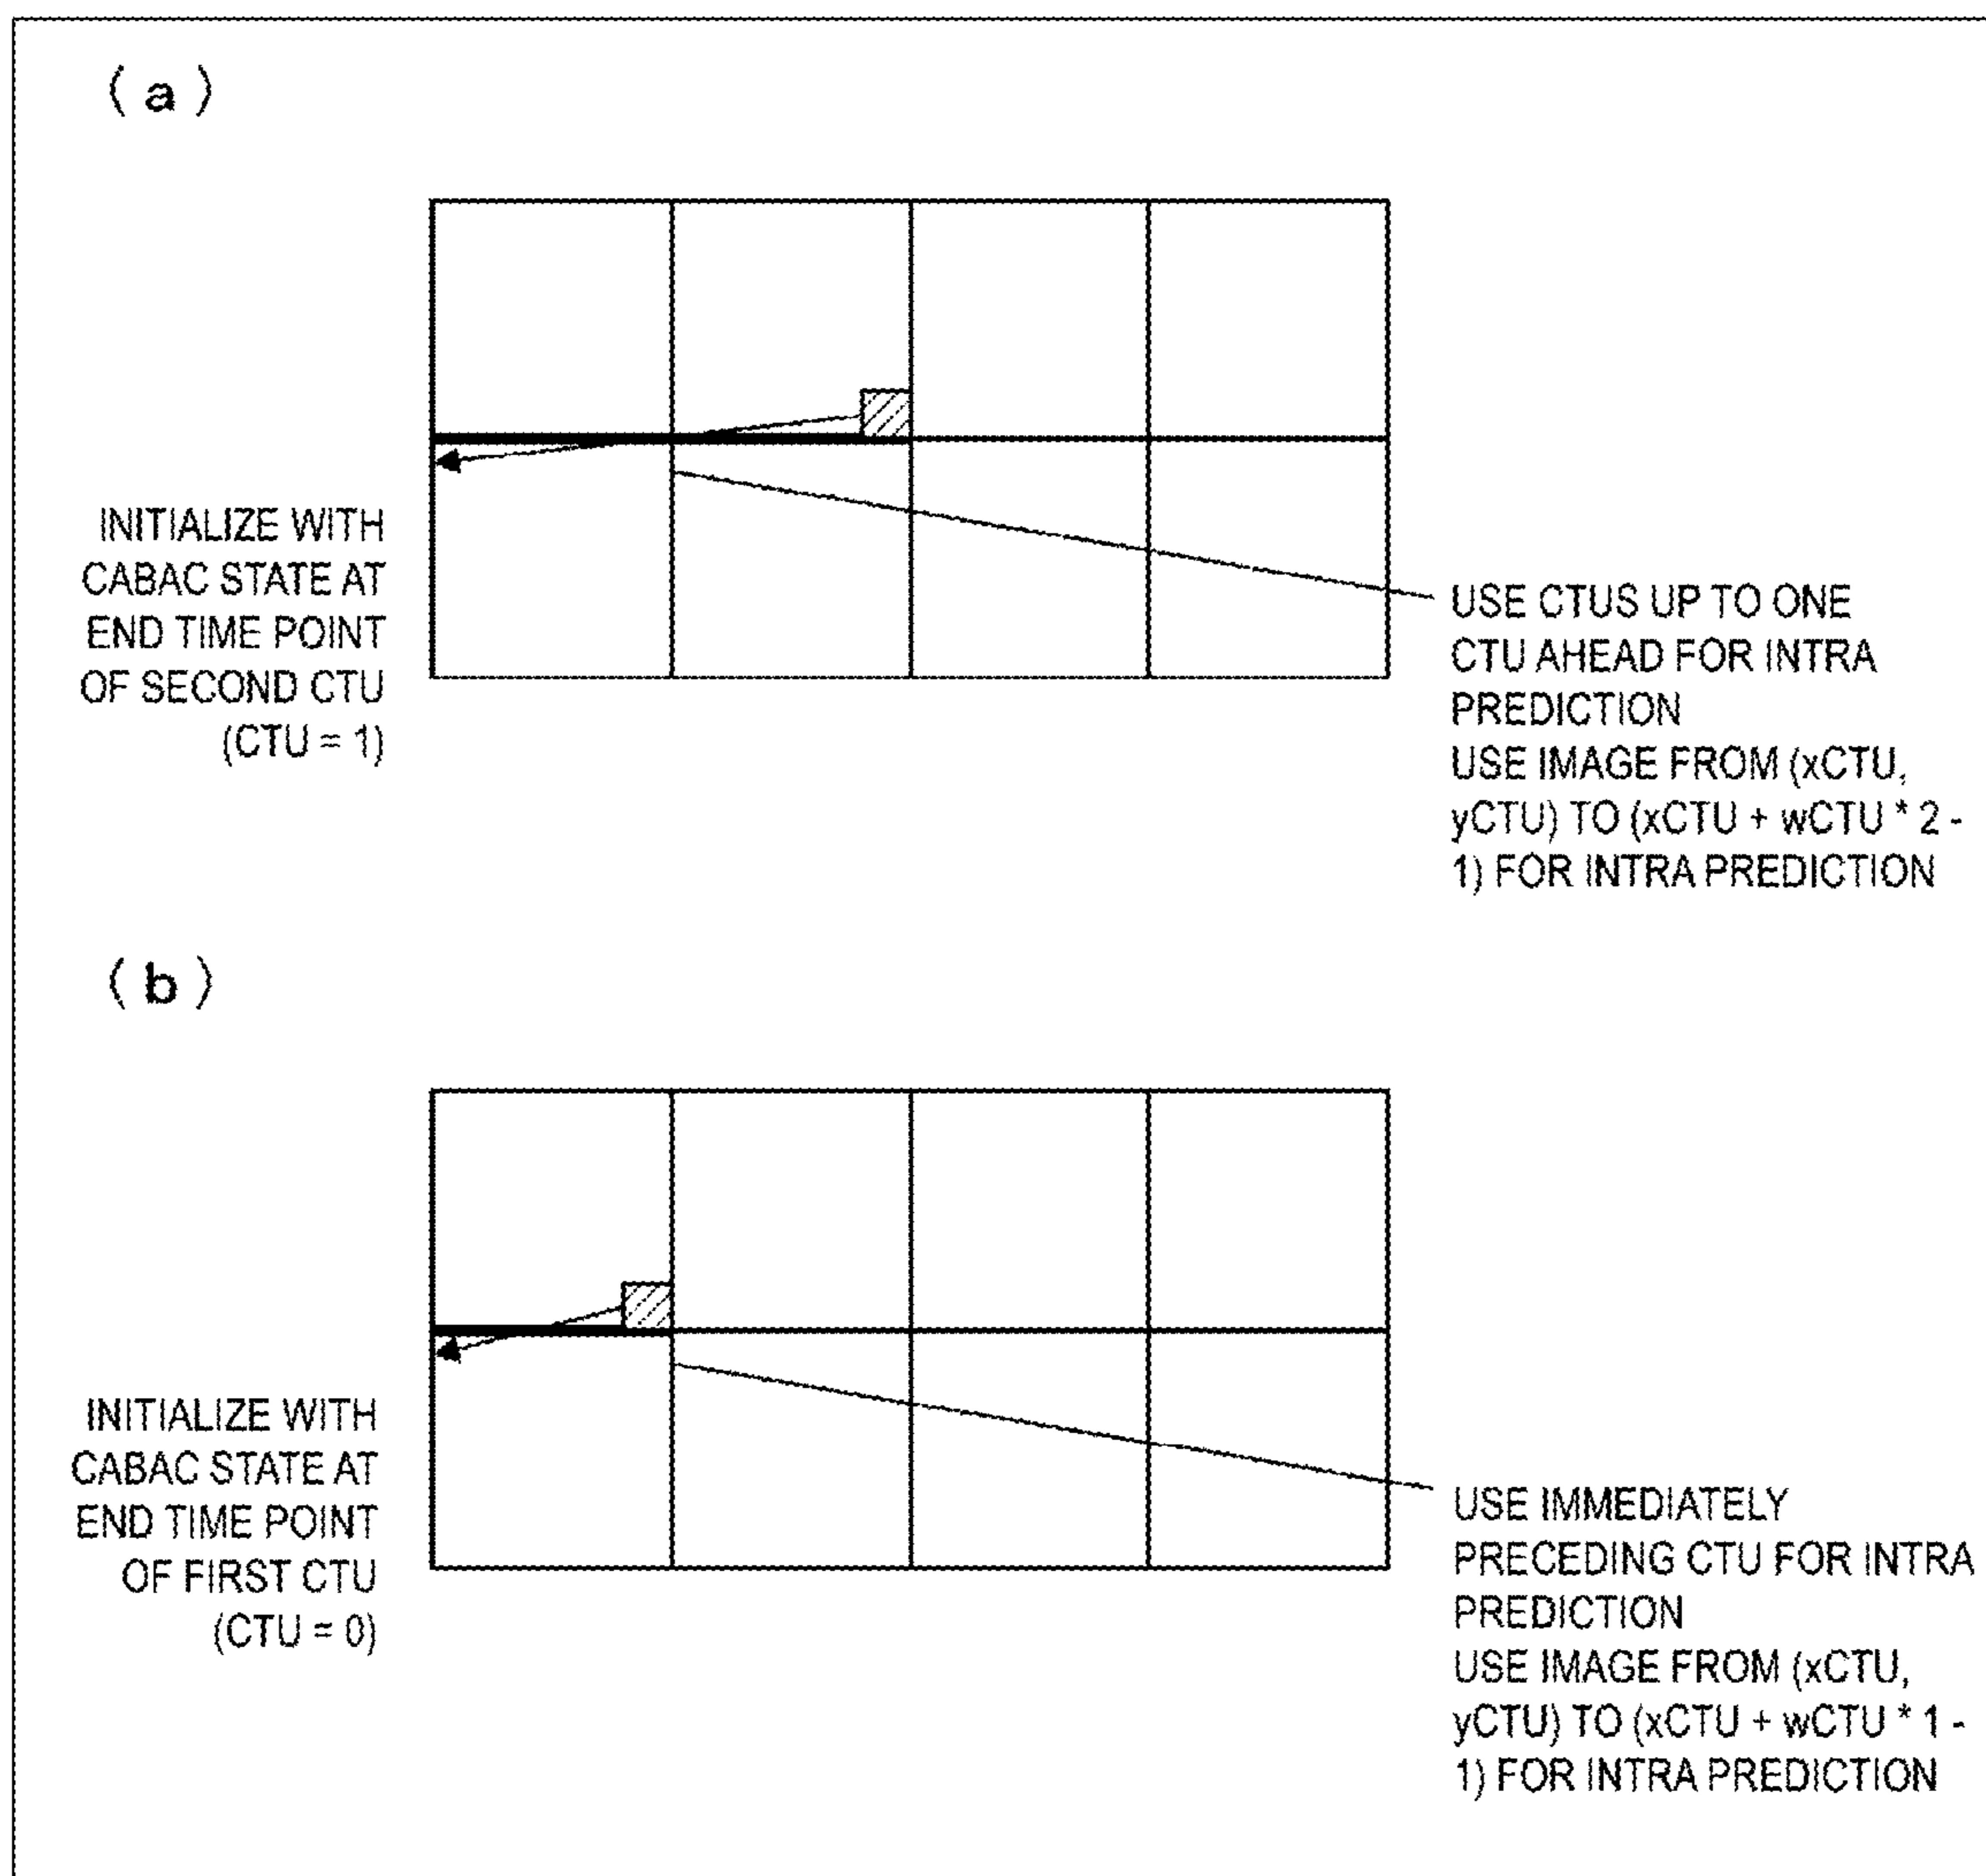 ( a )
INITIALIZE WITH
CABAC STATE AT
END TIME POINT
OF SECOND CTU
(CTU = 1)
USE CTUS UP TO ONE
CTU AHEAD FOR INTRA
PREDICTION
USE IMAGE FROM (xCTU,
yCTU) TO (xCTU + wCTU * 2 -
1) FOR INTRA PREDICTION
( b )
INITIALIZE WITH
CABAC STATE AT
END TIME POINT
OF FIRST CTU
(CTU = 0)
USE IMMEDIATELY
PRECEDING CTU FOR INTRA
PREDICTION
USE IMAGE FROM (xCTU,
yCTU) TO (xCTU + wCTU * 1 -
1) FOR INTRA PREDICTION